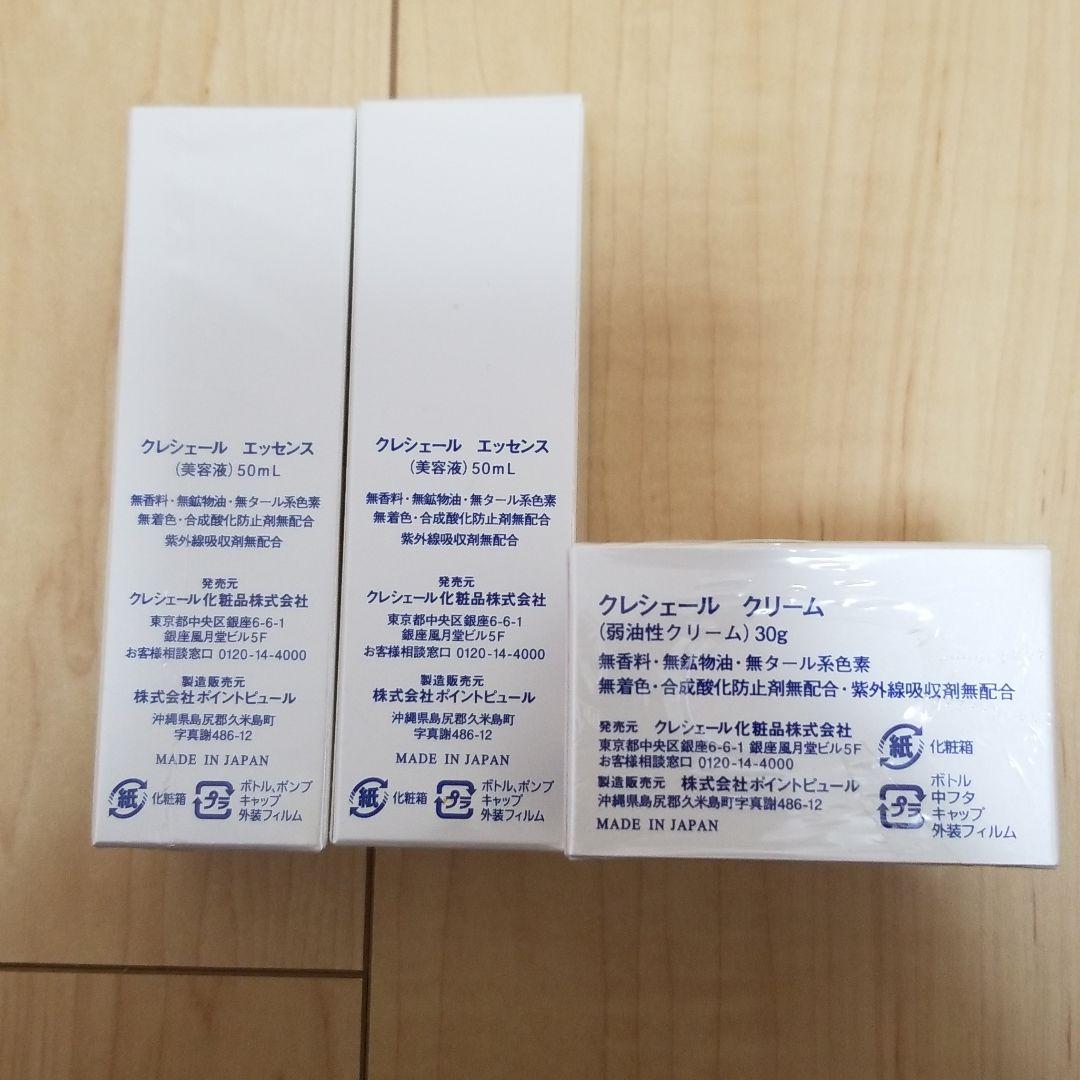 クレシェール エッセンス
(美容液)50mL
無香料・無鉱物油・無タール系色素
無着色・合成酸化防止剤無配合
紫外線吸収剤無配合
発売元
クレシェール化粧品株式会社
東京都中央区銀座6-6-1
銀座風月堂ビル5F
お客様相談窓口 0120-14-4000
製造販売元
株式会社ポイントピュール
沖縄県島尻郡久米島町
字真謝486-12
MADE IN JAPAN
紙 化粧箱
プラ ボトル、ポンプ
キャップ
外装フィルム
クレシェール エッセンス
(美容液)50mL
無香料・無鉱物油・無タール系色素
無着色・合成酸化防止剤無配合
紫外線吸収剤無配合
発売元
クレシェール化粧品株式会社
東京都中央区銀座6-6-1
銀座風月堂ビル5F
お客様相談窓口 0120-14-4000
製造販売元
株式会社ポイントピュール
沖縄県島尻郡久米島町
字真謝486-12
MADE IN JAPAN
紙 化粧箱
プラ ボトル、ポンプ
キャップ
外装フィルム
クレシェール クリーム
(弱油性クリーム)30g
無香料・無鉱物油・無タール系色素
無着色・合成酸化防止剤無配合・紫外線吸収剤無配合
発売元 クレシェール化粧品株式会社
東京都中央区銀座6-6-1 銀座風月堂ビル5F
お客様相談窓口 0120-14-4000
製造販売元 株式会社ポイントピュール
沖縄県島尻郡久米島町字真謝486-12
MADE IN JAPAN
紙 化粧箱
プラ ボトル
中フタ
キャップ
外装フィルム